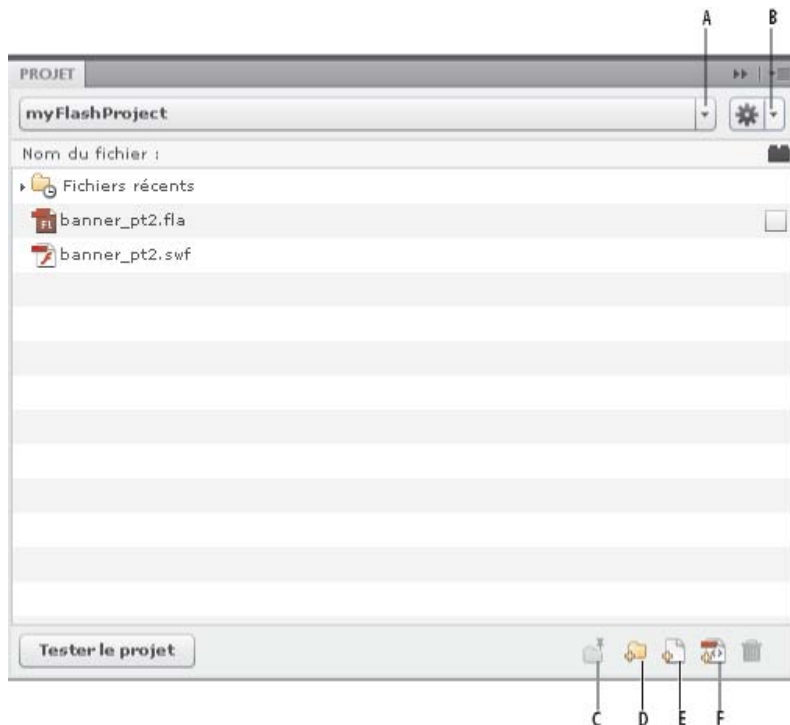 A B
PROJET
myFlashProject
Nom du fichier :
Fichiers récents
banner_pt2.fla
banner_pt2.swf
Tester le projet
C D E F